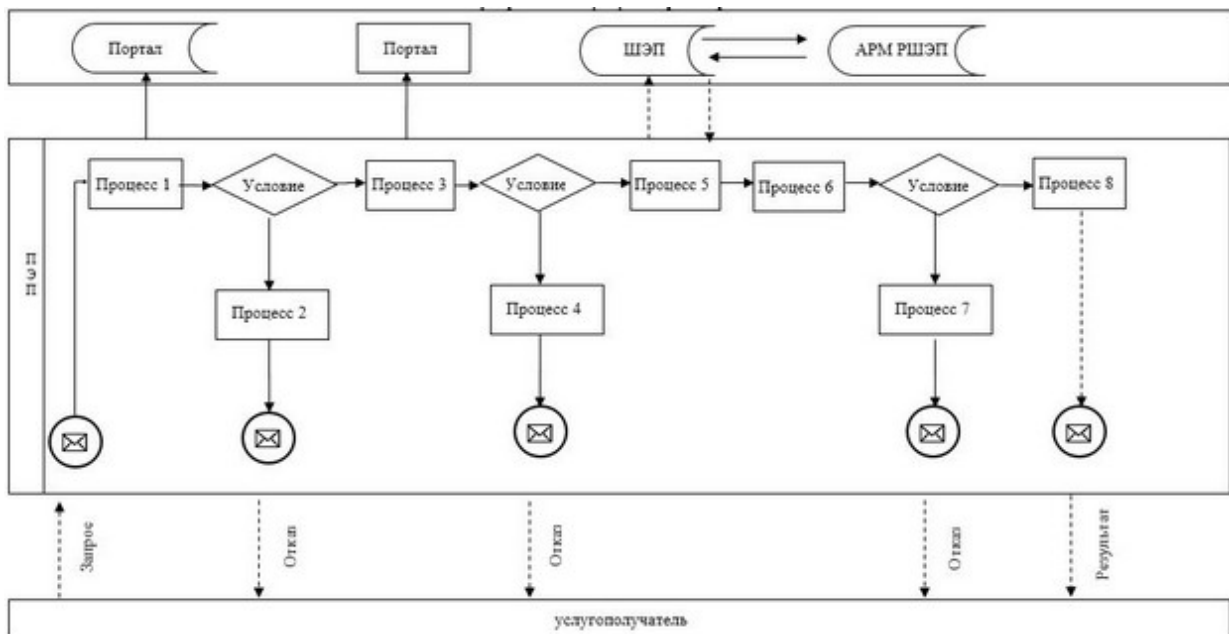 Портал
Портал
ШЭП
АРМ РШЭП
Процесс 1
Условие
Процесс 3
Условие
Процесс 5
Процесс 6
Условие
Процесс 8
ПЭП
Процесс 2
Процесс 4
Процесс 7
Запрос
Отказ
Отказ
Отказ
Результат
услугополучатель